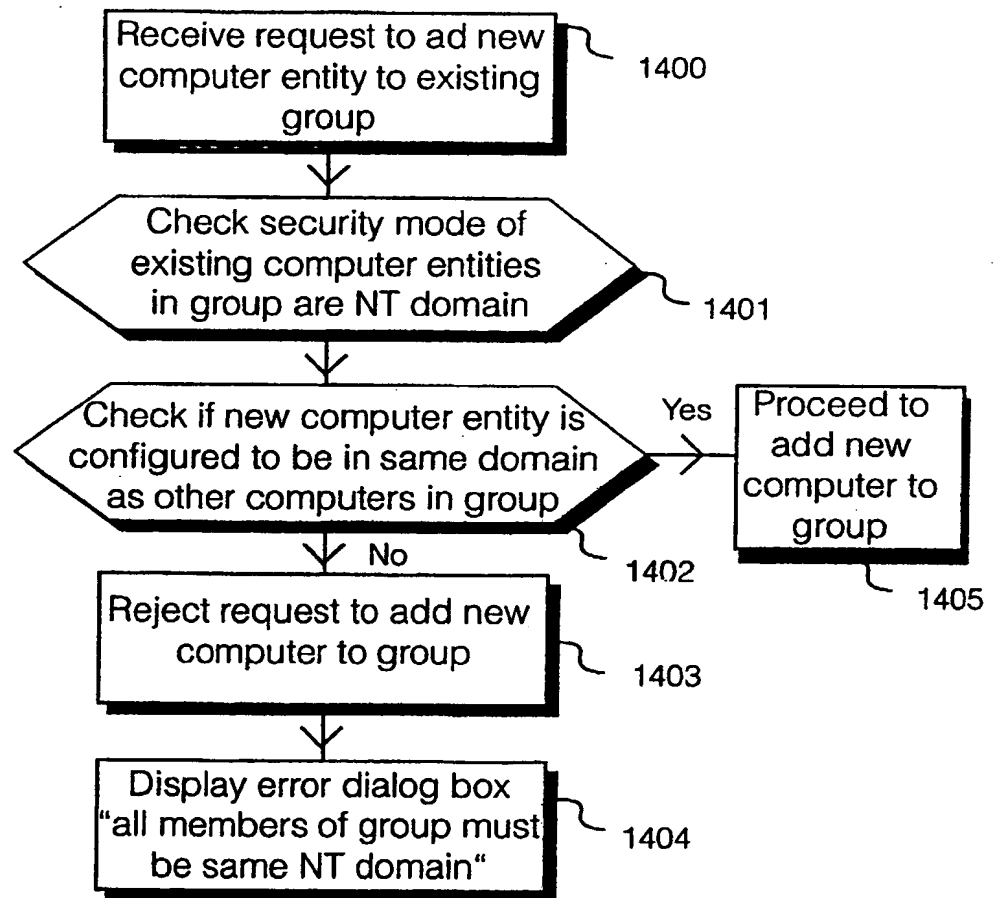 Receive request to ad new
computer entity to existing
group
1400
Check security mode of
existing computer entities
in group are NT domain
1401
Check if new computer entity is
configured to be in same domain
as other computers in group
1402
Yes
Proceed to
add new
computer to
group
1405
No
Reject request to add new
computer to group
1403
Display error dialog box
“all members of group must
be same NT domain“
1404